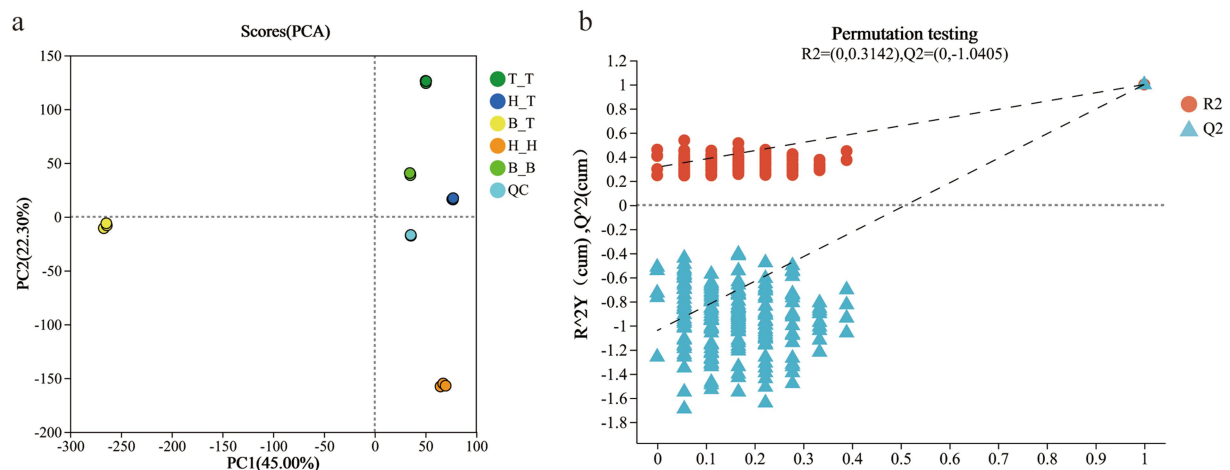 a
Scores(PCA)
150
100
50
0
-50
-100
-150
-200
PC2(22.30%)
-300
-250
-200
-150
-100
-50
0
50
100
PC1(45.00%)
T_T
H_T
B_T
H_H
B_B
QC
b
Permutation testing
R2=(0,0.3142),Q2=(0,-1.0405)
1.2
1
0.8
0.6
0.4
0.2
0
-0.2
-0.4
-0.6
-0.8
-1
-1.2
-1.4
-1.6
-1.8
R^2Y（cum）,Q^2(cum)
0
0.1
0.2
0.3
0.4
0.5
0.6
0.7
0.8
0.9
1
R2
Q2